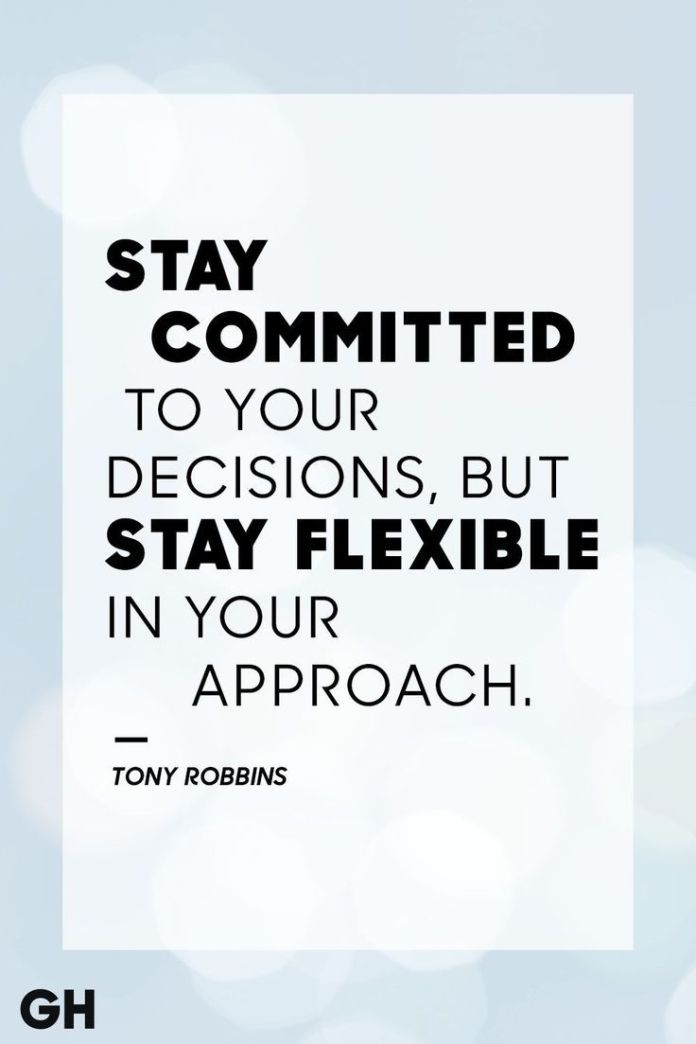 STAY
COMMITTED
TO YOUR
DECISIONS, BUT
STAY FLEXIBLE
IN YOUR
APPROACH.
—
TONY ROBBINS
GH